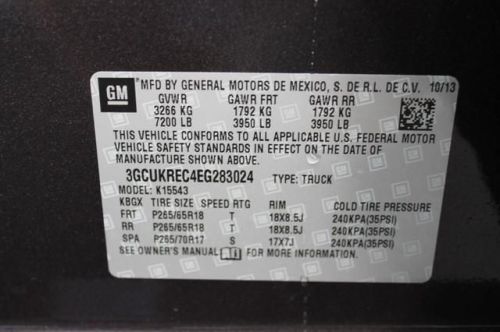 GM MFD BY GENERAL MOTORS DE MEXICO, S. DE R.L. DE C.V. 10/13
GVWR GAWR FRT GAWR RR
3266 KG 1792 KG 1792 KG
7200 LB 3950 LB 3950 LB
THIS VEHICLE CONFORMS TO ALL APPLICABLE U.S. FEDERAL MOTOR
VEHICLE SAFETY STANDARDS IN EFFECT ON THE DATE OF
MANUFACTURE SHOWN ABOVE.
3GCUKREC4EG283024 TYPE: TRUCK
MODEL: K15543
KBGX TIRE SIZE SPEED RTG RIM COLD TIRE PRESSURE
FRT P265/65R18 T 18X8.5J 240KPA(35PSI)
RR P265/65R18 T 18X8.5J 240KPA(35PSI)
SPA P265/70R17 S 17X7J 240KPA(35PSI)
SEE OWNER'S MANUAL FOR MORE INFORMATION.